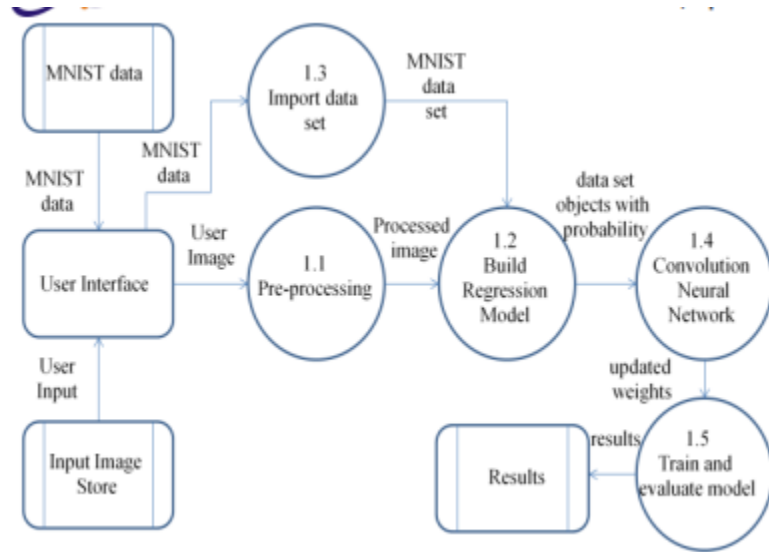 MNIST data
1.3
Import data
set
MNIST
data
set
MNIST
data
MNIST
data
data set
objects with
probability
User
Image
Processed
image
User Interface
1.1
Pre-processing
1.2
Build
Regression
Model
1.4
Convolution
Neural
Network
User
Input
updated
weights
Input Image
Store
Results
results
1.5
Train and
evaluate model